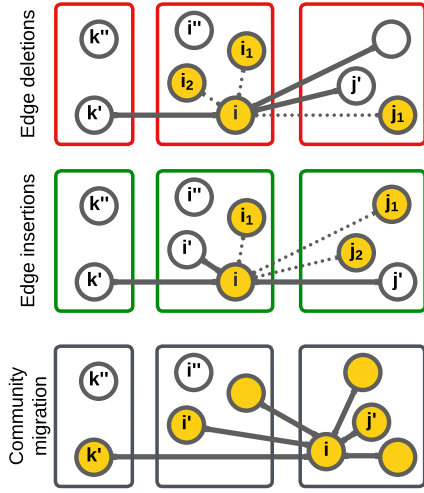 Edge deletions
k''
i''
i₁
i₂
j'
k'
i
j₁
Edge insertions
k''
i''
i₁
j₁
i'
j₂
k'
i
j'
Community
migration
k''
i''
i'
j'
k'
i